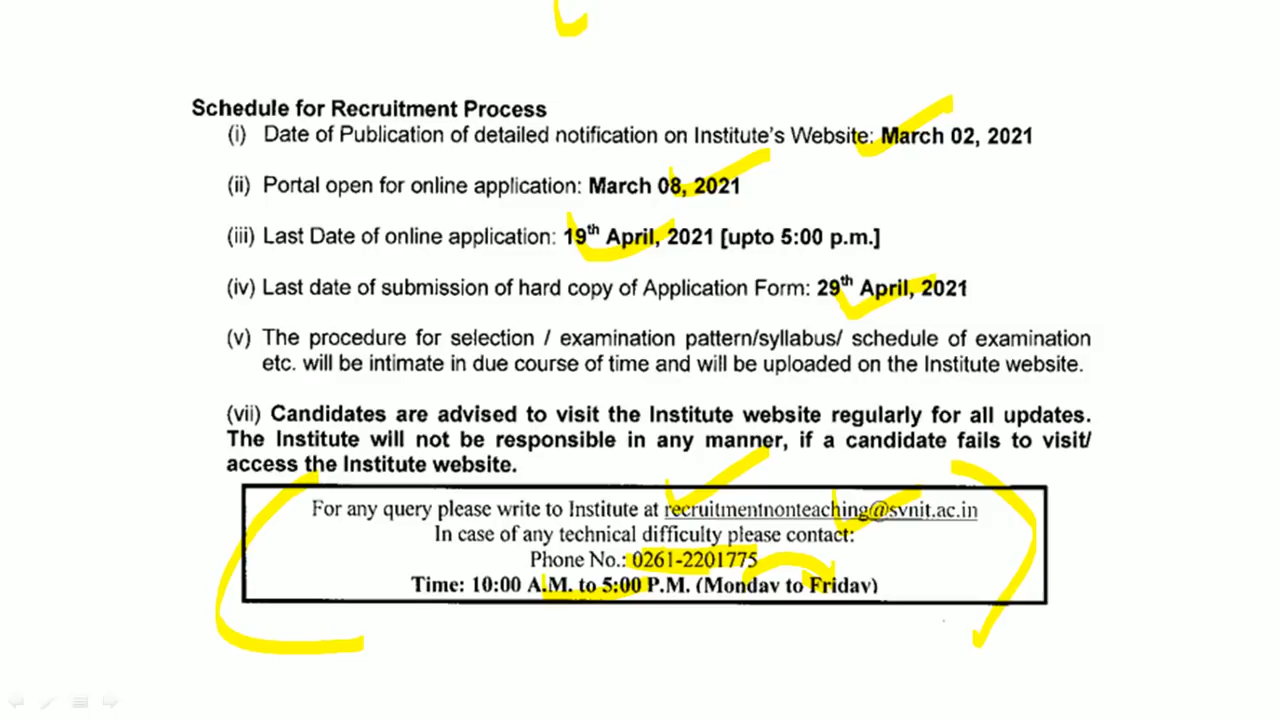 Schedule for Recruitment Process
(i) Date of Publication of detailed notification on Institute's Website: March 02, 2021
(ii) Portal open for online application: March 08, 2021
(iii) Last Date of online application: 19th April, 2021 [upto 5:00 p.m.]
(iv) Last date of submission of hard copy of Application Form: 29th April, 2021
(v) The procedure for selection / examination pattern/syllabus/ schedule of examination
etc. will be intimate in due course of time and will be uploaded on the Institute website.
(vii) Candidates are advised to visit the Institute website regularly for all updates.
The Institute will not be responsible in any manner, if a candidate fails to visit/
access the Institute website.
For any query please write to Institute at recruitmentnonteaching@svnit.ac.in
In case of any technical difficulty please contact:
Phone No.: 0261-2201775
Time: 10:00 A.M. to 5:00 P.M. (Monday to Friday)